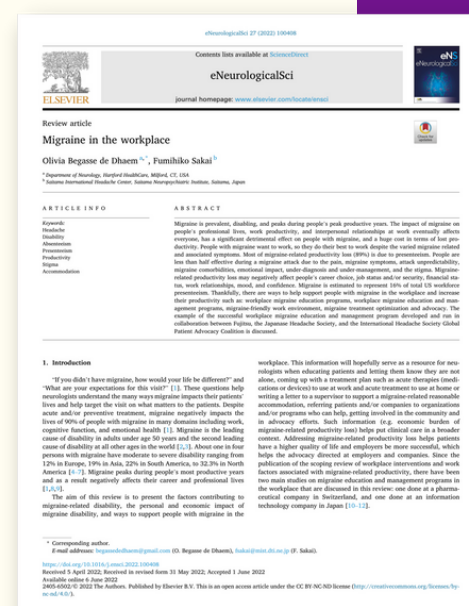 eNeurologicalSci 27 (2022) 100408
Contents lists available at ScienceDirect
eNeurologicalSci
journal homepage: www.elsevier.com/locate/ensci
ELSEVIER
eNS
eNeurologicalSci
Review article
Migraine in the workplace
Check for
updates
Olivia Begasse de Dhaem a,*, Fumihiko Sakai b
a Department of Neurology, Hartford HealthCare, Milford, CT, USA
b Saitama International Headache Center, Saitama Neuropsychiatric Institute, Saitama, Japan
ARTICLE INFO
Keywords:
Headache
Disability
Absenteeism
Presenteeism
Productivity
Stigma
Accommodation
ABSTRACT
Migraine is prevalent, disabling, and peaks during people's peak productive years. The impact of migraine on
people's professional lives, work productivity, and interpersonal relationships at work eventually affects
everyone, has a significant detrimental effect on people with migraine, and a huge cost in terms of lost pro-
ductivity. People with migraine want to work, so they do their best to work despite the varied migraine related
and associated symptoms. Most of migraine-related productivity loss (89%) is due to presenteeism. People are
less than half effective during a migraine attack due to the pain, migraine symptoms, attack unpredictability,
migraine comorbidities, emotional impact, under-diagnosis and under-management, and the stigma. Migraine-
related productivity loss may negatively affect people's career choice, job status and/or security, financial sta-
tus, work relationships, mood, and confidence. Migraine is estimated to represent 16% of total US workforce
presenteeism. Thankfully, there are ways to help support people with migraine in the workplace and increase
their productivity such as: workplace migraine education programs, workplace migraine education and man-
agement programs, migraine-friendly work environment, migraine treatment optimization and advocacy. The
example of the successful workplace migraine education and management program developed and run in
collaboration between Fujitsu, the Japanese Headache Society, and the International Headache Society Global
Patient Advocacy Coalition is discussed.
1. Introduction
"If you didn't have migraine, how would your life be different?" and
"What are your expectations for this visit?" [1]. These questions help
neurologists understand the many ways migraine impacts their patients'
lives and help target the visit on what matters to the patients. Despite
acute and/or preventive treatment, migraine negatively impacts the
lives of 90% of people with migraine in many domains including work,
cognitive function, and emotional health [1]. Migraine is the leading
cause of disability in adults under age 50 years and the second leading
cause of disability at all other ages in the world [2,3]. About one in four
persons with migraine have moderate to severe disability ranging from
12% in Europe, 19% in Asia, 22% in South America, to 32.3% in North
America [4–7]. Migraine peaks during people's most productive years
and as a result negatively affects their career and professional lives
[1,8,9].
The aim of this review is to present the factors contributing to
migraine-related disability, the personal and economic impact of
migraine disability, and ways to support people with migraine in the
workplace. This information will hopefully serve as a resource for neu-
rologists when educating patients and letting them know they are not
alone, coming up with a treatment plan such as acute therapies (medi-
cations or devices) to use at work and acute treatment to use at home or
writing a letter to a supervisor to support a migraine-related reasonable
accommodation, referring patients and/or companies to organizations
and/or programs who can help, getting involved in the community and
in advocacy efforts. Such information (e.g. economic burden of
migraine-related productivity loss) helps put clinical care in a broader
context. Addressing migraine-related productivity loss helps patients
have a higher quality of life and employers be more successful, which
helps the advocacy directed at employers and companies. Since the
publication of the scoping review of workplace interventions and work
factors associated with migraine-related productivity, there have been
two main studies on migraine education and management programs in
the workplace that are discussed in this review: one done at a pharma-
ceutical company in Switzerland, and one done at an information
technology company in Japan [10–12].
* Corresponding author.
E-mail addresses: begassededhaem@gmail.com (O. Begasse de Dhaem), (F. Sakai).
https://doi.org/10.1016/j.ensci.2022.100408
Received 5 April 2022; Received in revised form 31 May 2022; Accepted 1 June 2022
Available online 6 June 2022
2405-6502/© 2022 The Authors. Published by Elsevier B.V. This is an open access article under the CC BY-NC-ND license (http://creativecommons.org/licenses/by-
nc-nd/4.0/).